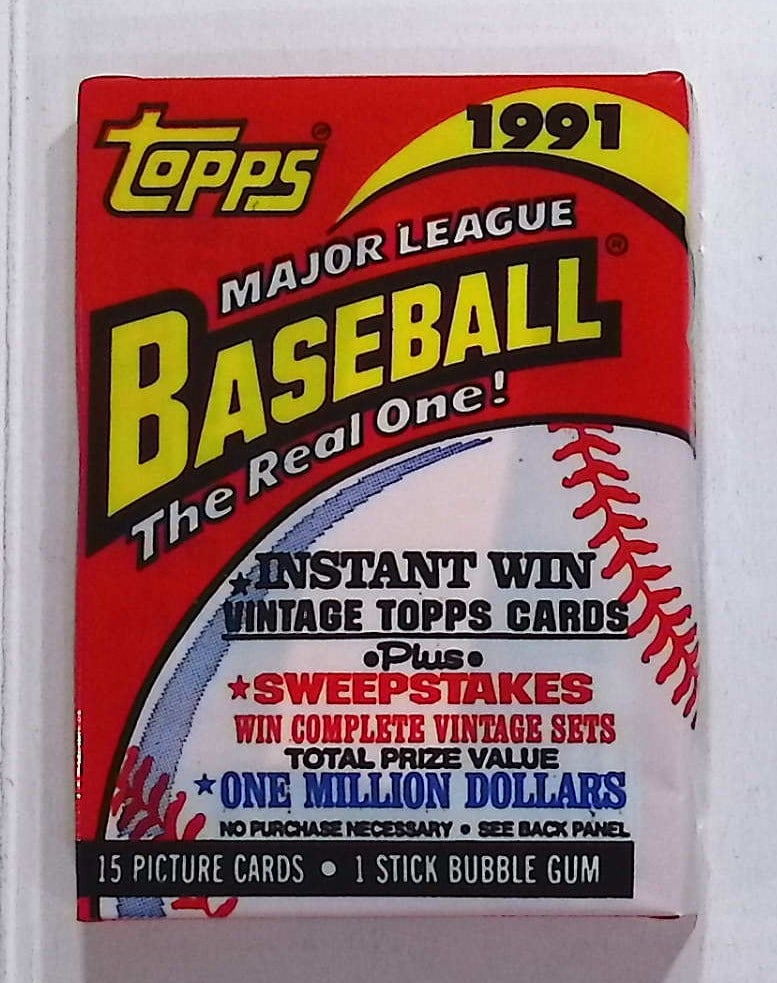 Topps®
1991
MAJOR LEAGUE
BASEBALL®
The Real One!
★INSTANT WIN
VINTAGE TOPPS CARDS
•Plus•
★SWEEPSTAKES
WIN COMPLETE VINTAGE SETS
TOTAL PRIZE VALUE
★ONE MILLION DOLLARS
NO PURCHASE NECESSARY • SEE BACK PANEL
15 PICTURE CARDS • 1 STICK BUBBLE GUM